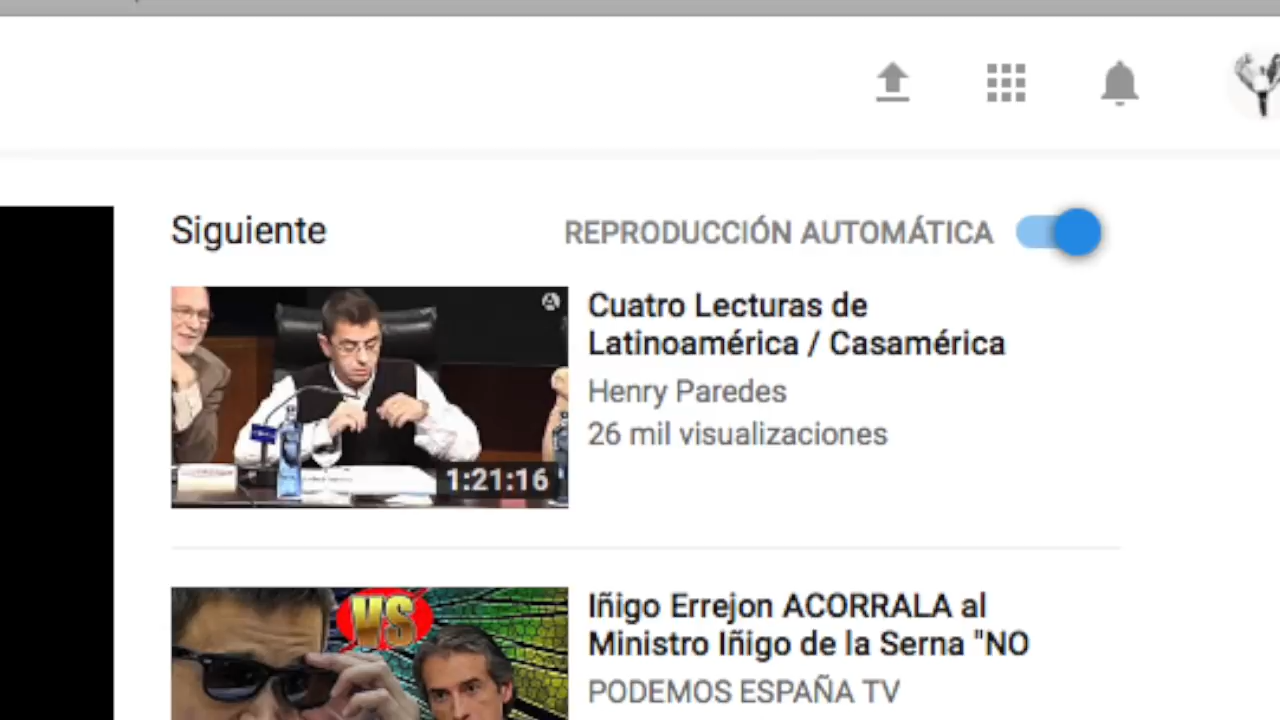 Siguiente
REPRODUCCIÓN AUTOMÁTICA
Cuatro Lecturas de
Latinoamérica / Casamérica
Henry Paredes
26 mil visualizaciones
1:21:16
VS
Iñigo Errejon ACORRALA al
Ministro Iñigo de la Serna "NO
PODEMOS ESPAÑA TV